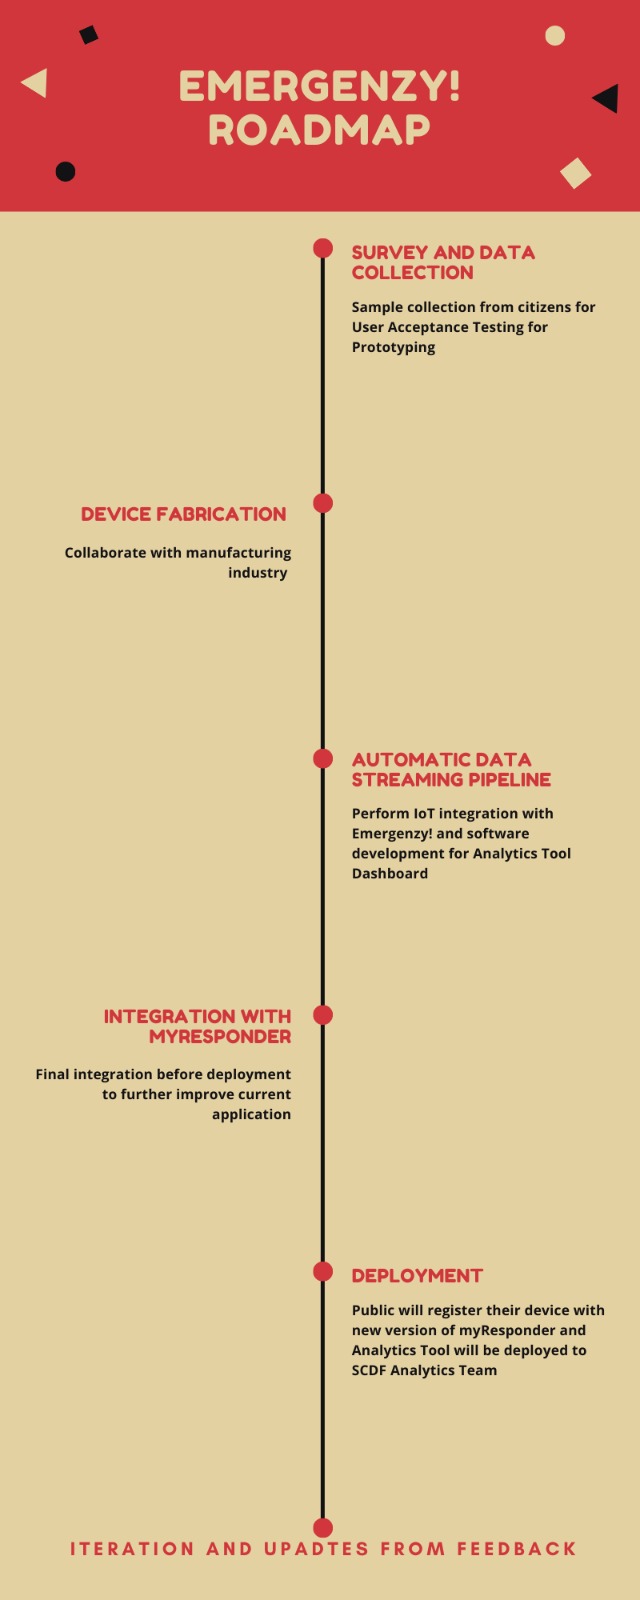 EMERGENZY!
ROADMAP
SURVEY AND DATA
COLLECTION
Sample collection from citizens for
User Acceptance Testing for
Prototyping
DEVICE FABRICATION
Collaborate with manufacturing
industry
AUTOMATIC DATA
STREAMING PIPELINE
Perform IoT integration with
Emergenzy! and software
development for Analytics Tool
Dashboard
INTEGRATION WITH
MYRESPONDER
Final integration before deployment
to further improve current
application
DEPLOYMENT
Public will register their device with
new version of myResponder and
Analytics Tool will be deployed to
SCDF Analytics Team
ITERATION AND UPADTES FROM FEEDBACK